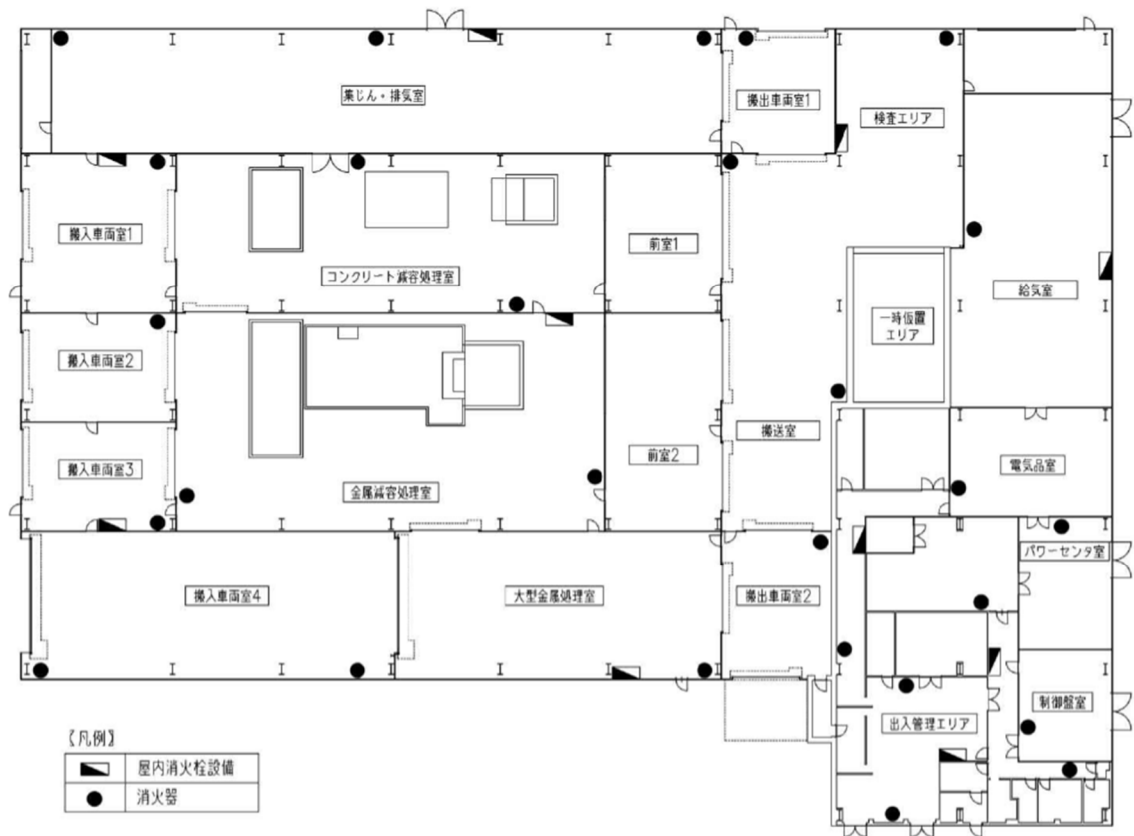 集じん・排気室
搬出車両室1
検査エリア
搬入車両室1
前室1
コンクリート減容処理室
給気室
一時仮置
エリア
搬入車両室2
搬送室
前室2
搬入車両室3
電気品室
金属減容処理室
パワーセンタ室
搬入車両室4
大型金属処理室
搬出車両室2
制御盤室
出入管理エリア
〖凡例〗
屋内消火栓設備
消火器